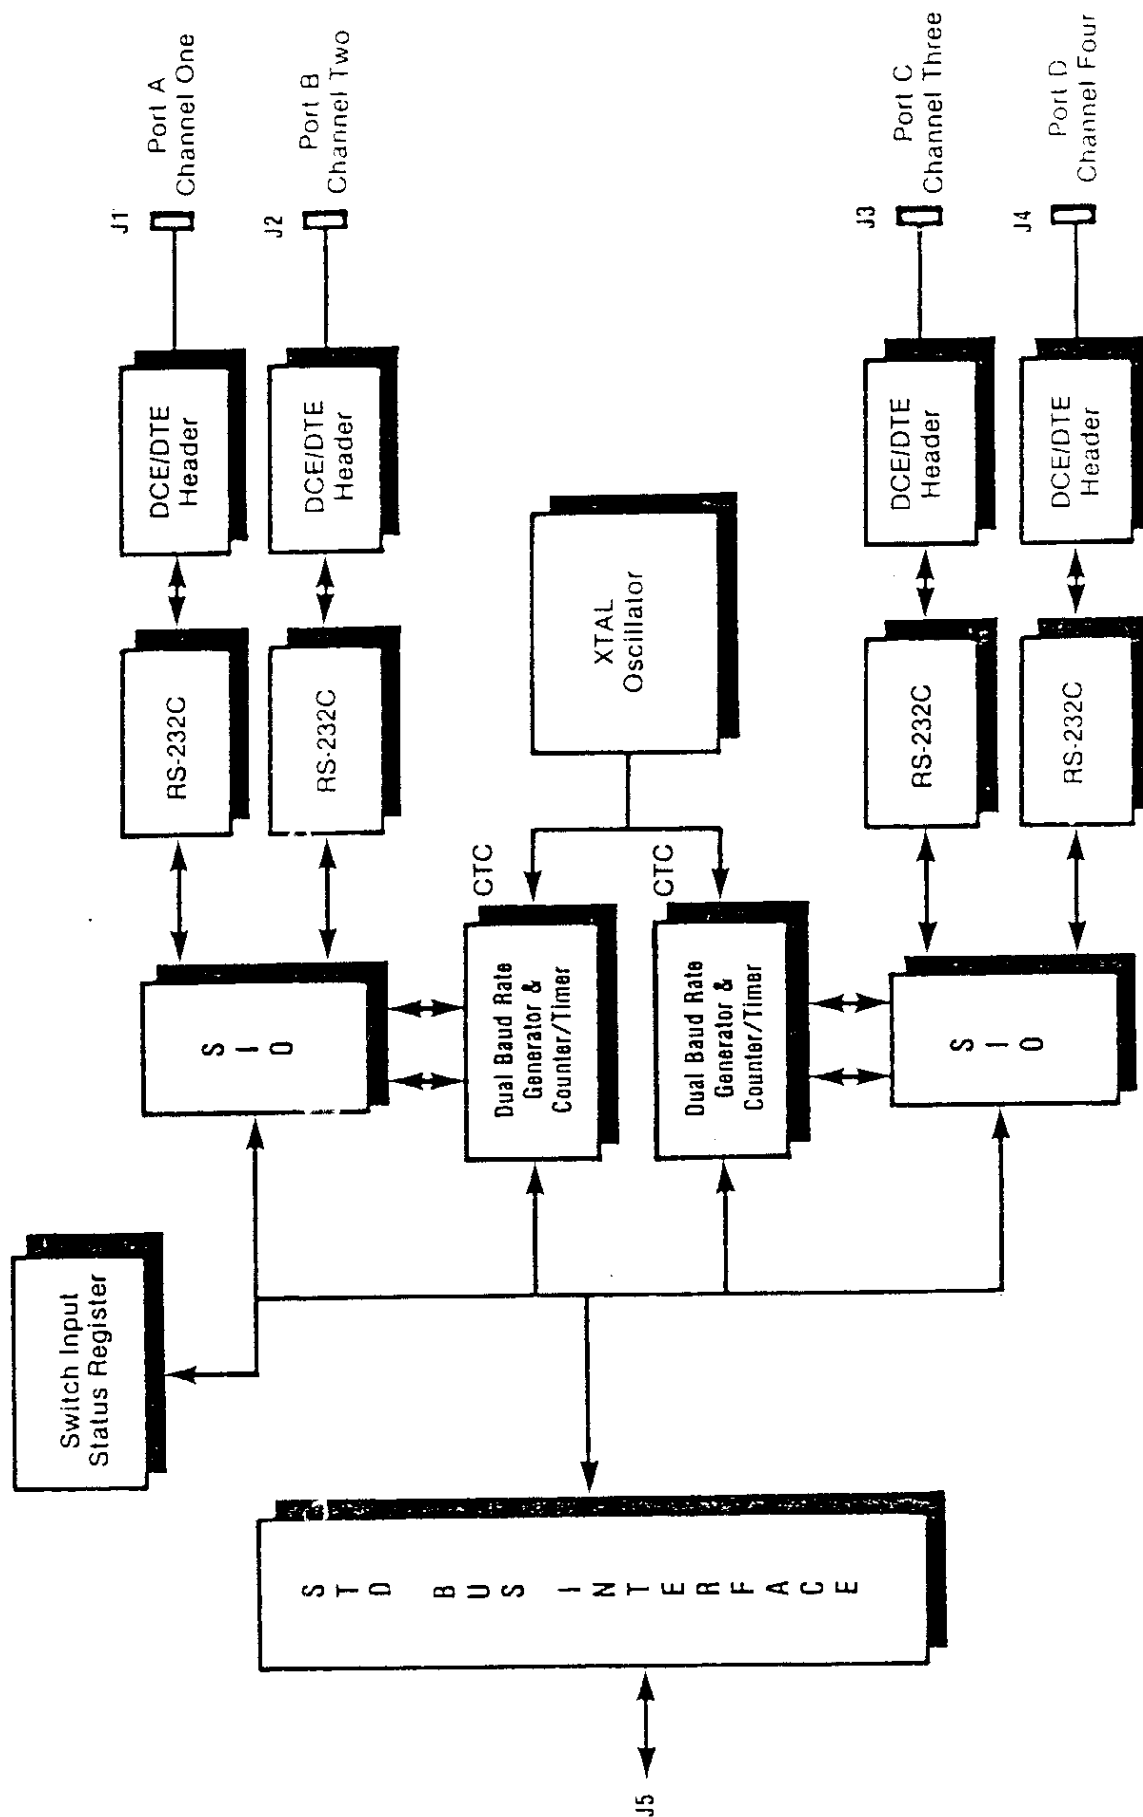 J5
STD BUS INTERFACE
Switch Input
Status Register
SIO
CTC
Dual Baud Rate
Generator &
Counter/Timer
CTC
Dual Baud Rate
Generator &
Counter/Timer
SIO
XTAL
Oscillator
RS-232C
DCE/DTE
Header
J1
Port A
Channel One
RS-232C
DCE/DTE
Header
J2
Port B
Channel Two
RS-232C
DCE/DTE
Header
J3
Port C
Channel Three
RS-232C
DCE/DTE
Header
J4
Port D
Channel Four